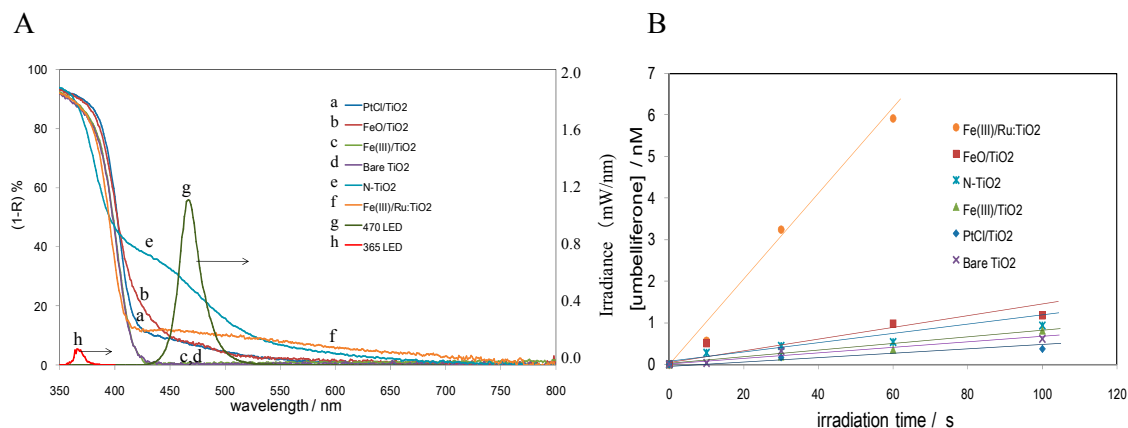 A
B
100
80
60
40
20
0
(1-R) %
350
400
450
500
550
600
650
700
750
800
wavelength / nm
2.0
1.6
1.2
0.8
0.4
0.0
Irradiance (mW/nm)
a PtCl/TiO2
b FeO/TiO2
c Fe(III)/TiO2
d Bare TiO2
e N-TiO2
f Fe(III)/Ru:TiO2
g 470 LED
h 365 LED
g
e
b
a
f
h
c,d
7
6
5
4
3
2
1
0
[umbelliferone] / nM
0
20
40
60
80
100
120
irradiation time / s
Fe(III)/Ru:TiO2
FeO/TiO2
N-TiO2
Fe(III)/TiO2
PtCl/TiO2
Bare TiO2